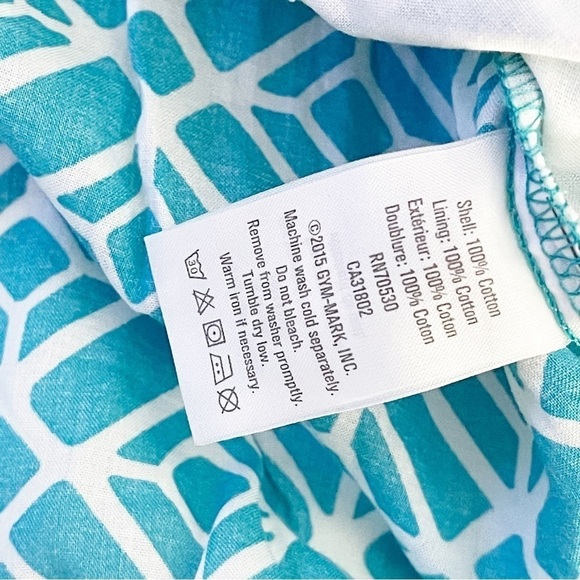 Shell: 100% Cotton
Lining: 100% Cotton
Extérieur: 100% Coton
Doublure: 100% Coton
RN70530
CA31802
©2015 GYM-MARK, INC.
Machine wash cold separately.
Do not bleach.
Remove from washer promptly.
Tumble dry low.
Warm iron if necessary.
30